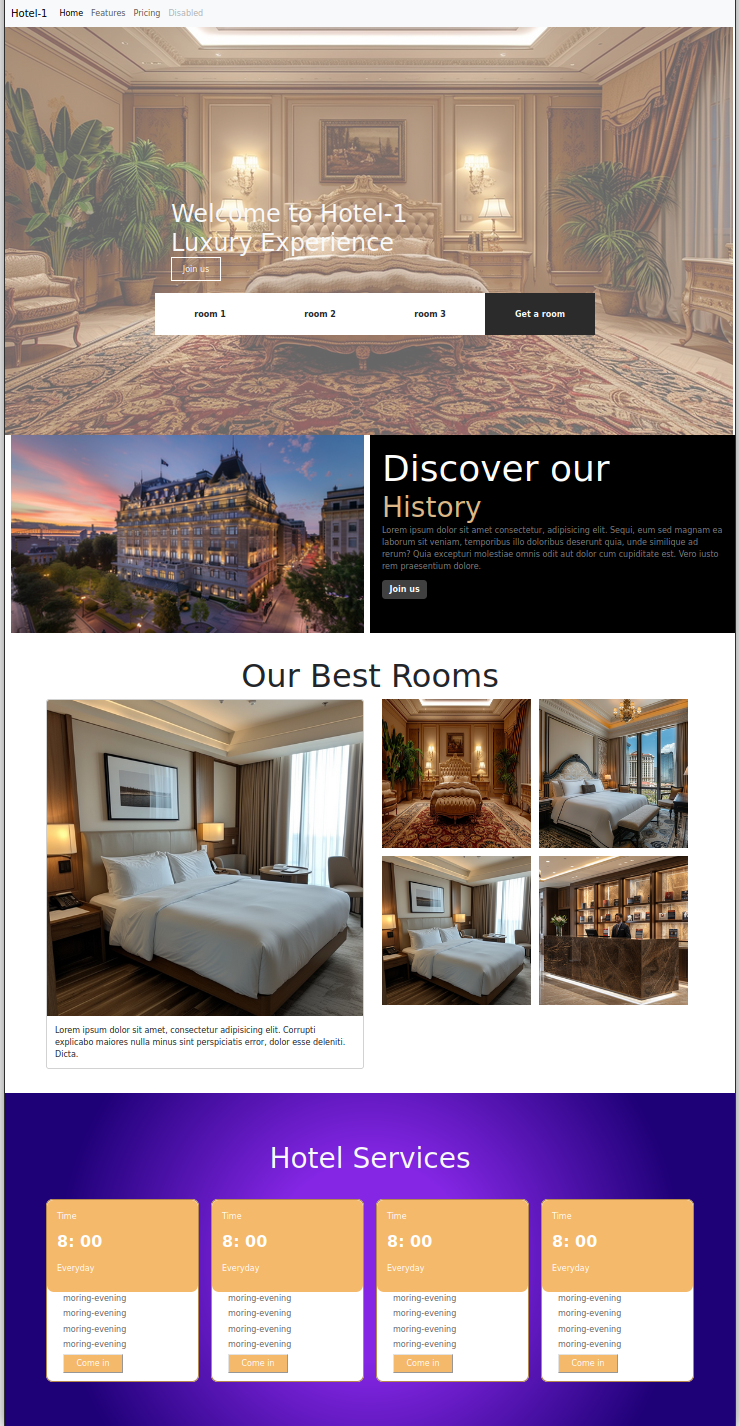 Hotel-1 Home Features Pricing Disabled
Welcome to Hotel-1
Luxury Experience
Join us
room 1 room 2 room 3 Get a room
Discover our
History
Lorem ipsum dolor sit amet consectetur, adipisicing elit. Sequi, eum sed magnam ea
laborum sit veniam, temporibus illo doloribus deserunt quia, unde similique ad
rerum? Quia excepturi molestiae omnis odit aut dolor cum cupiditate est. Vero iusto
rem praesentium dolore.
Join us
Our Best Rooms
Lorem ipsum dolor sit amet, consectetur adipisicing elit. Corrupti
explicabo maiores nulla minus sint perspiciatis error, dolor esse deleniti.
Dicta.
Hotel Services
Time
8: 00
Everyday
moring-evening
moring-evening
moring-evening
moring-evening
Come in
Time
8: 00
Everyday
moring-evening
moring-evening
moring-evening
moring-evening
Come in
Time
8: 00
Everyday
moring-evening
moring-evening
moring-evening
moring-evening
Come in
Time
8: 00
Everyday
moring-evening
moring-evening
moring-evening
moring-evening
Come in